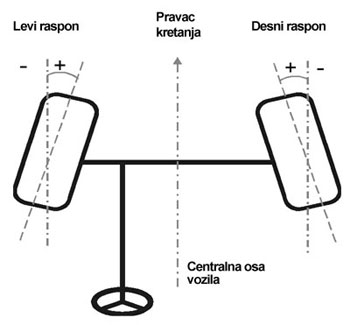 Levi raspon
Pravac
kretanja
Desni raspon
- +
+ -
Centralna osa
vozila